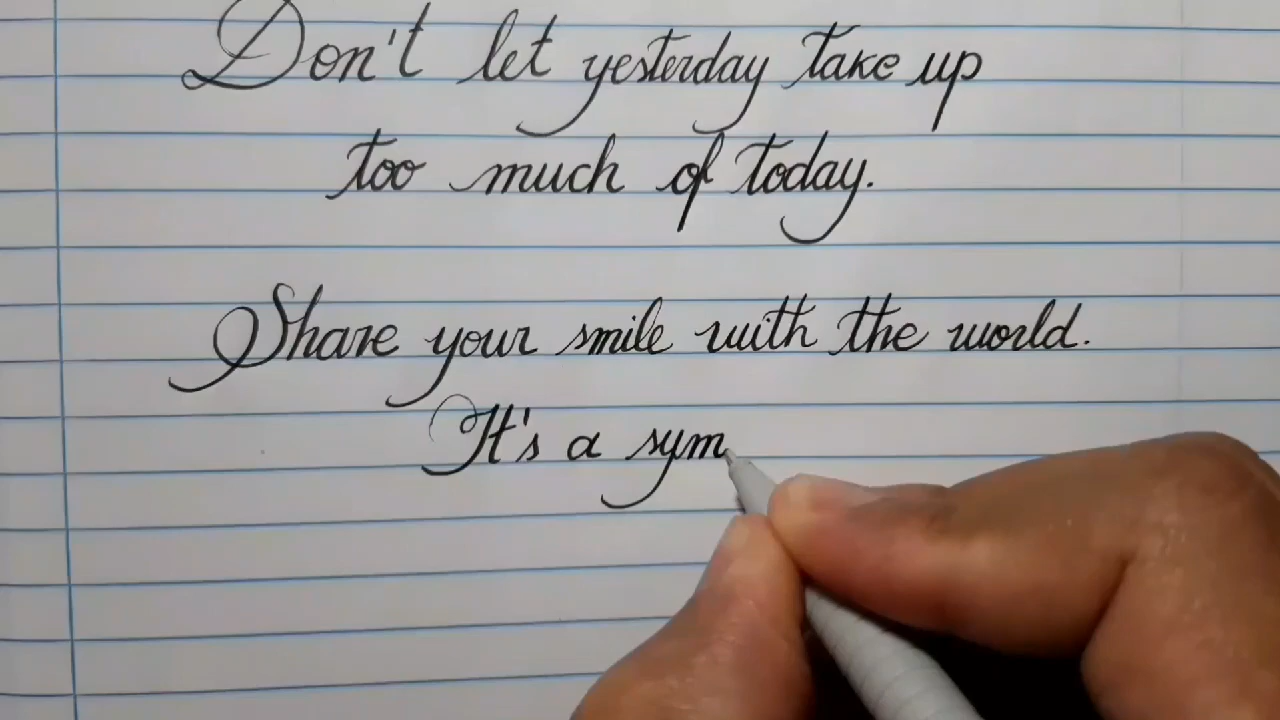 Don't let yesterday take up
too much of today.
Share your smile with the world.
It's a sym